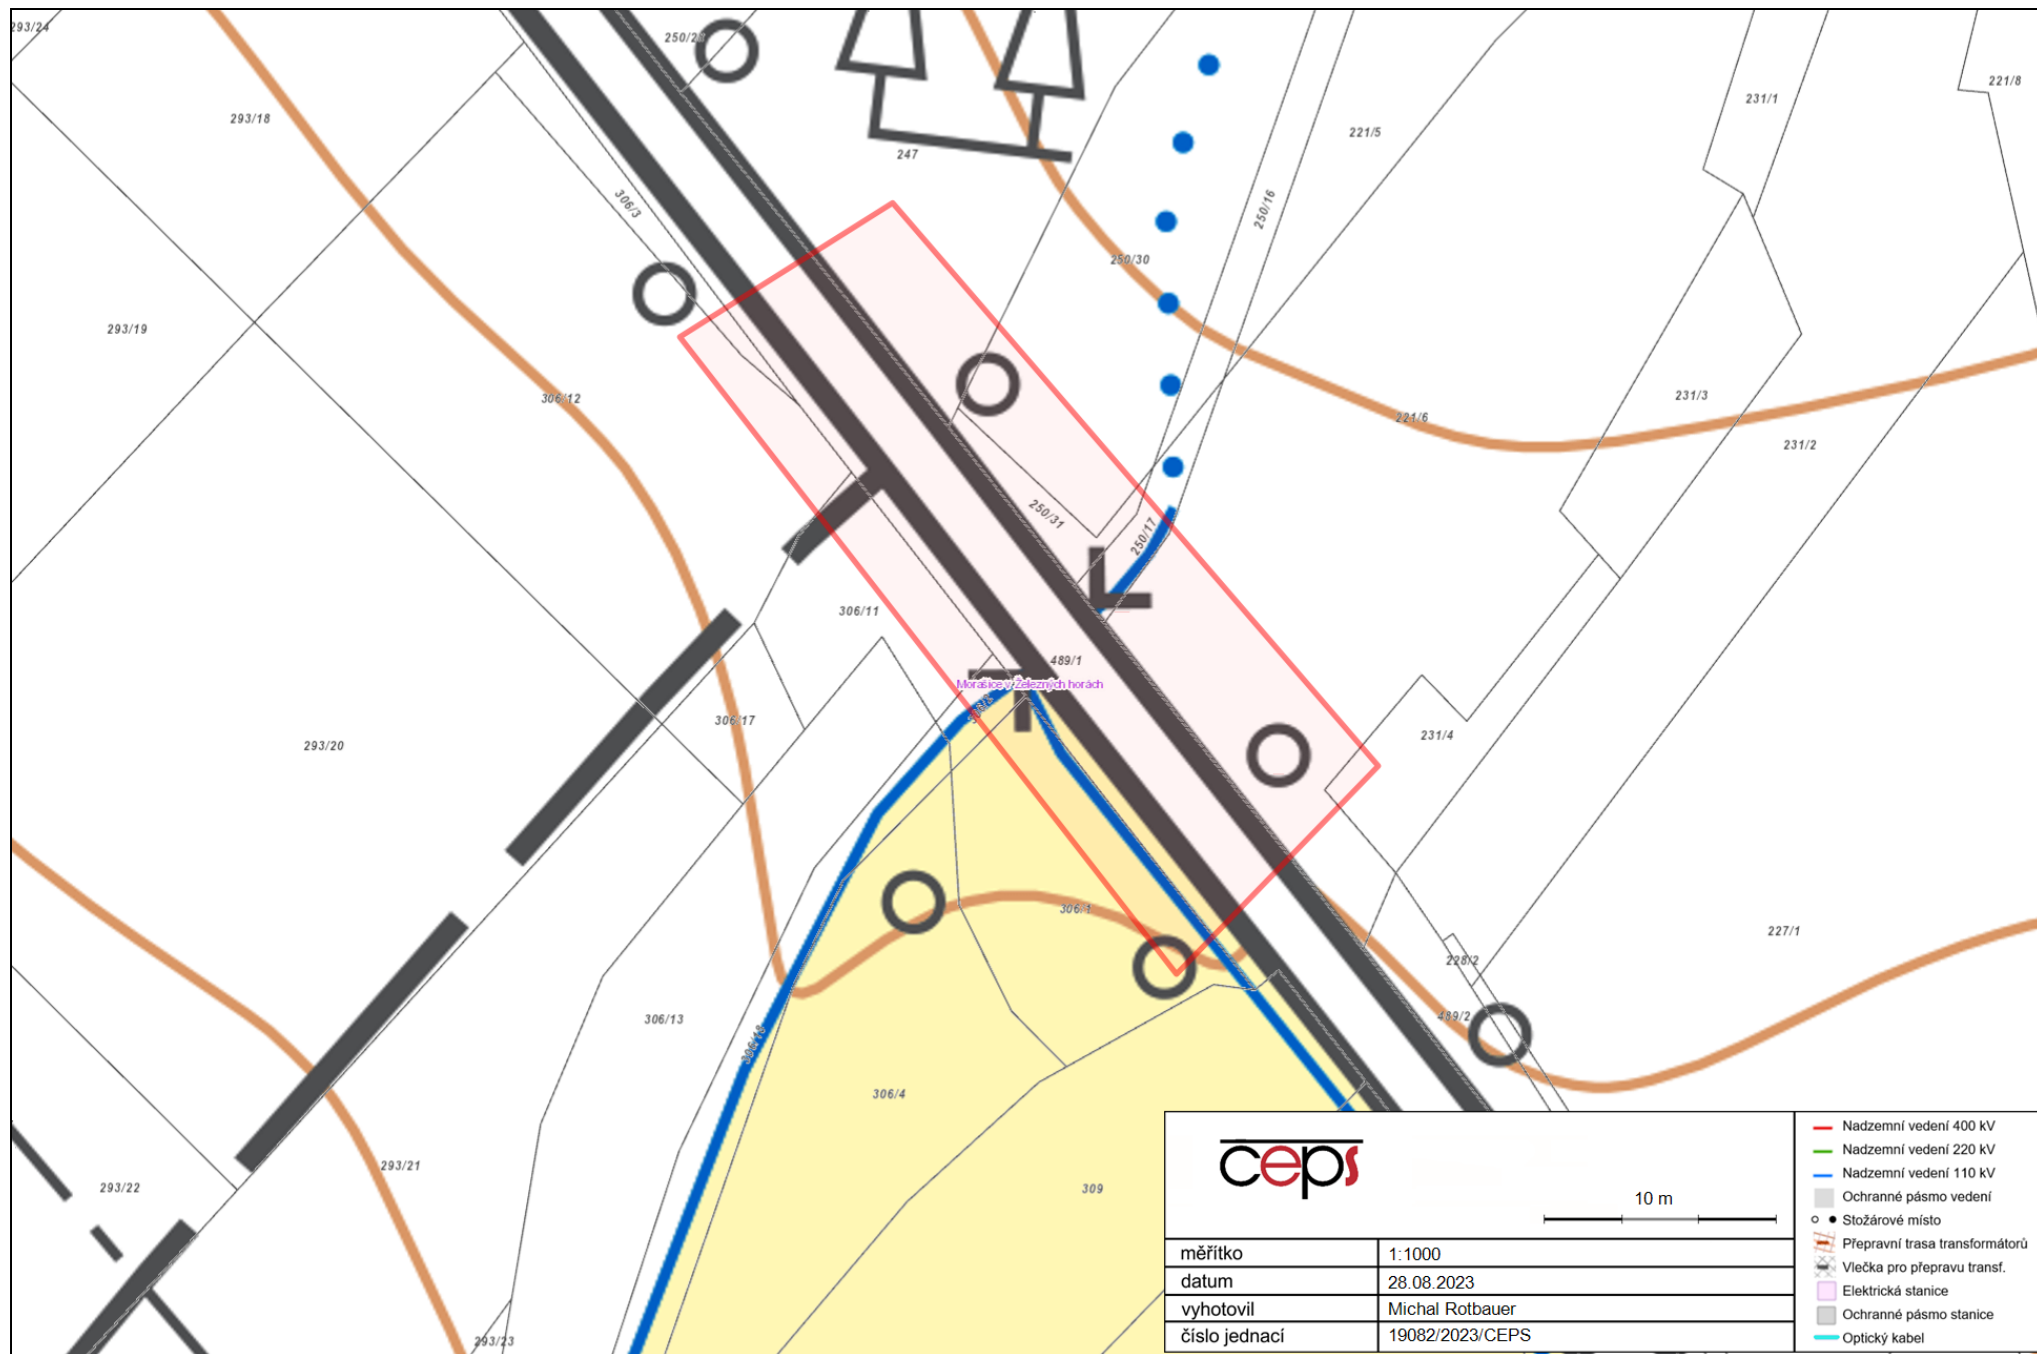 293/24
250/28
221/8
231/1
293/18
221/5
247
306/3
250/16
250/30
293/19
306/12
231/3
221/6
231/2
250/31
250/17
306/11
489/1
Morašice v Železných horách
306/17
231/4
293/20
306/1
227/1
228/2
489/2
306/13
306/18
306/4
293/21
293/22
309
293/23
čeps
10 m
měřítko 1:1000
datum 28.08.2023
vyhotovil Michal Rotbauer
číslo jednací 19082/2023/CEPS
Nadzemní vedení 400 kV
Nadzemní vedení 220 kV
Nadzemní vedení 110 kV
Ochranné pásmo vedení
Stožárové místo
Přepravní trasa transformátorů
Vlečka pro přepravu transf.
Elektrická stanice
Ochranné pásmo stanice
Optický kabel